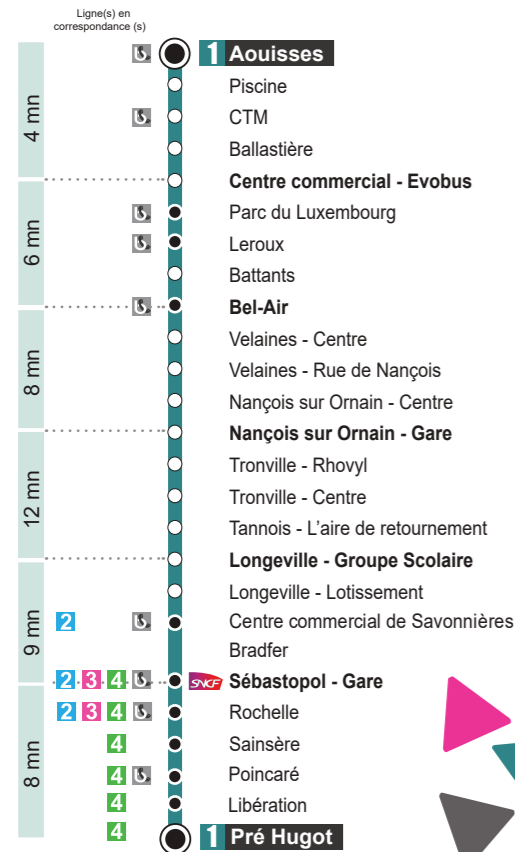 Ligne(s) en
correspondance (s)
1 Aouisses
Piscine
4 mn
CTM
Ballastière
Centre commercial - Evobus
Parc du Luxembourg
6 mn
Leroux
Battants
Bel-Air
Velaines - Centre
8 mn
Velaines - Rue de Nançois
Nançois sur Ornain - Centre
Nançois sur Ornain - Gare
Tronville - Rhovyl
12 mn
Tronville - Centre
Tannois - L'aire de retournement
Longeville - Groupe Scolaire
Longeville - Lotissement
9 mn
2 Centre commercial de Savonnières
Bradfer
2 3 4 SNCF Sébastopol - Gare
2 3 4 Rochelle
4 Sainsère
8 mn
4 Poincaré
4 Libération
4 1 Pré Hugot